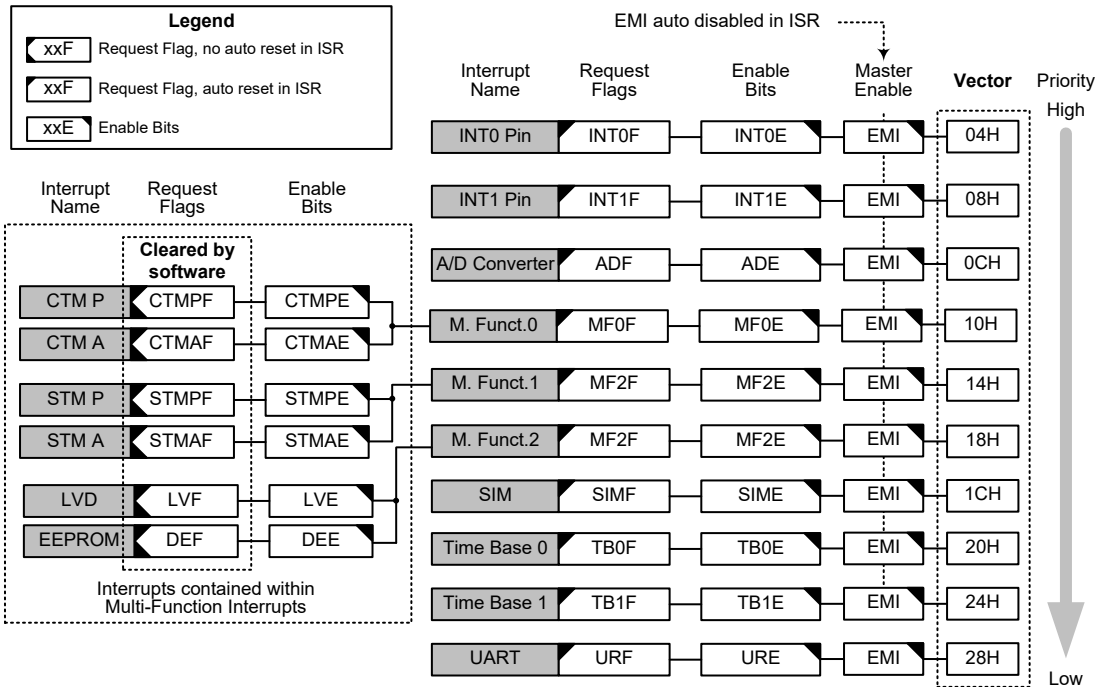 Legend
xxF Request Flag, no auto reset in ISR
xxF Request Flag, auto reset in ISR
xxE Enable Bits
EMI auto disabled in ISR
Interrupt Name Request Flags Enable Bits Master Enable Vector Priority
High
INT0 Pin INT0F INT0E EMI 04H
INT1 Pin INT1F INT1E EMI 08H
A/D Converter ADF ADE EMI 0CH
M. Funct.0 MF0F MF0E EMI 10H
M. Funct.1 MF2F MF2E EMI 14H
M. Funct.2 MF2F MF2E EMI 18H
SIM SIMF SIME EMI 1CH
Time Base 0 TB0F TB0E EMI 20H
Time Base 1 TB1F TB1E EMI 24H
UART URF URE EMI 28H
Low
Interrupt Name Request Flags Enable Bits
Cleared by
software
CTM P CTMPF CTMPE
CTM A CTMAF CTMAE
STM P STMPF STMPE
STM A STMAF STMAE
LVD LVF LVE
EEPROM DEF DEE
Interrupts contained within
Multi-Function Interrupts